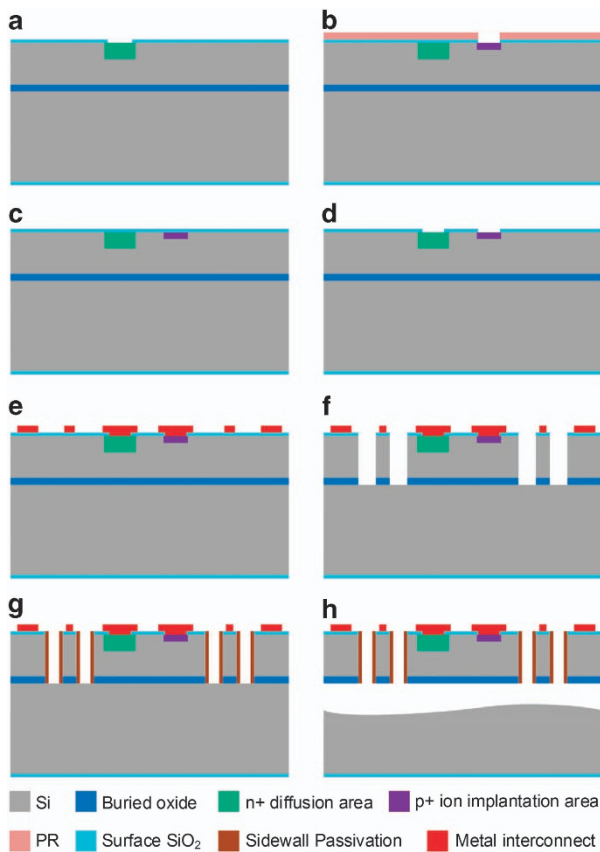 a
b
c
d
e
f
g
h
Si
Buried oxide
n+ diffusion area
p+ ion implantation area
PR
Surface SiO₂
Sidewall Passivation
Metal interconnect